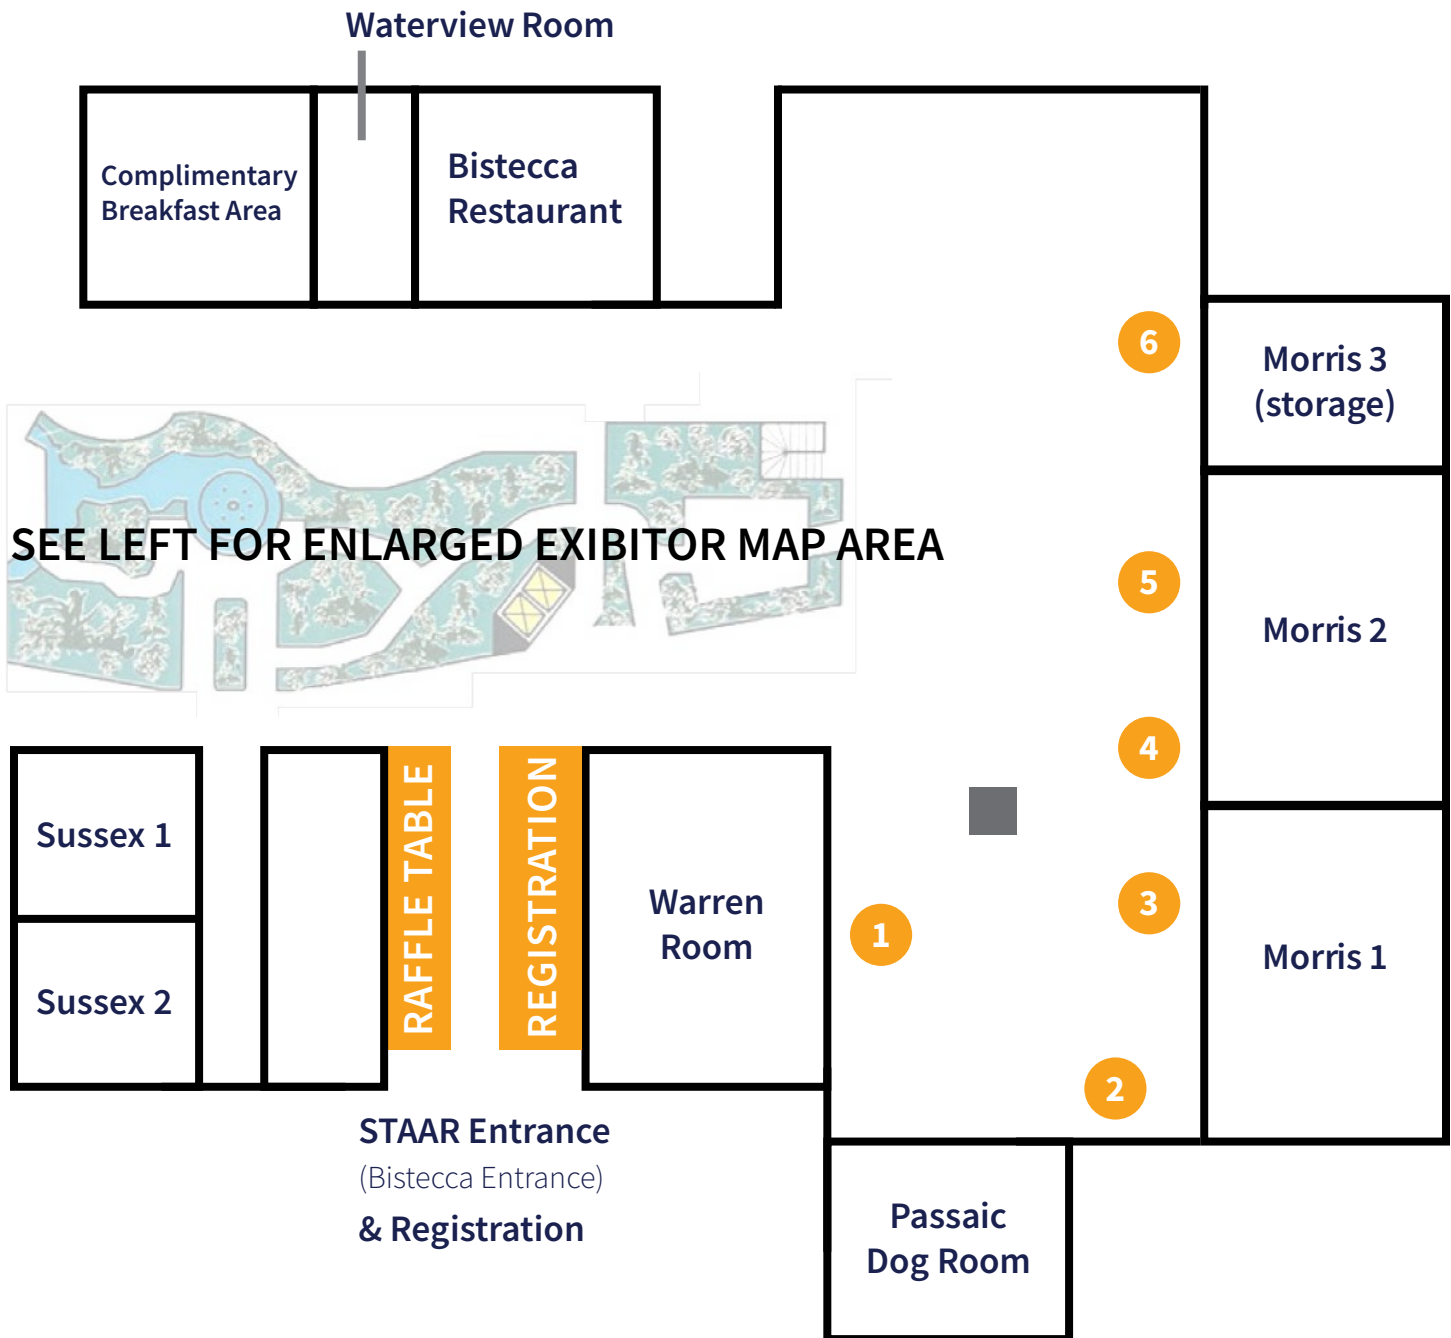 Waterview Room
Complimentary
Breakfast Area
Bistecca
Restaurant
6
Morris 3
(storage)
SEE LEFT FOR ENLARGED EXIBITOR MAP AREA
5
Morris 2
4
Sussex 1
Sussex 2
RAFFLE TABLE
REGISTRATION
Warren
Room
1
3
Morris 1
2
STAAR Entrance
(Bistecca Entrance)
& Registration
Passaic
Dog Room